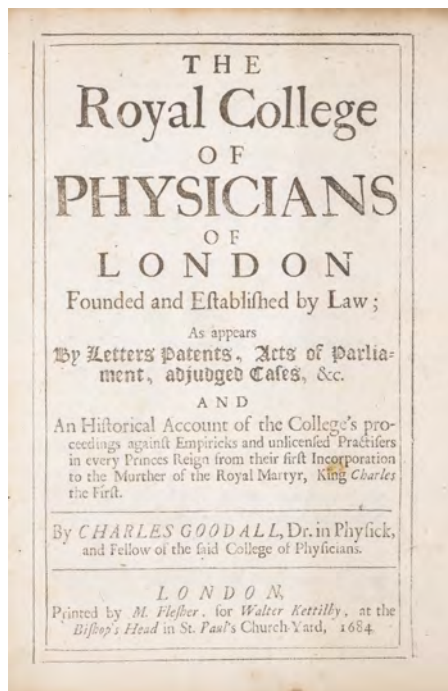 THE
Royal College
OF
PHYSICIANS
OF
LONDON
Founded and Eſtabliſhed by Law;
As appears
By Letters Patents, Acts of Parlia-
ment, adjudged Caſes, &c.
AND
An Hiſtorical Account of the College's pro-
ceedings againſt Empiricks and unlicenſed Practiſers
in every Princes Reign from their firſt Incorporation
to the Murther of the Royal Martyr, King Charles
the Firſt.
By CHARLES GOODALL, Dr. in Phyſick,
and Fellow of the ſaid College of Phyſicians.
LONDON,
Printed by M. Fleſher, for Walter Kettilby, at the
Biſhop's Head in St. Paul's Church-Yard, 1684